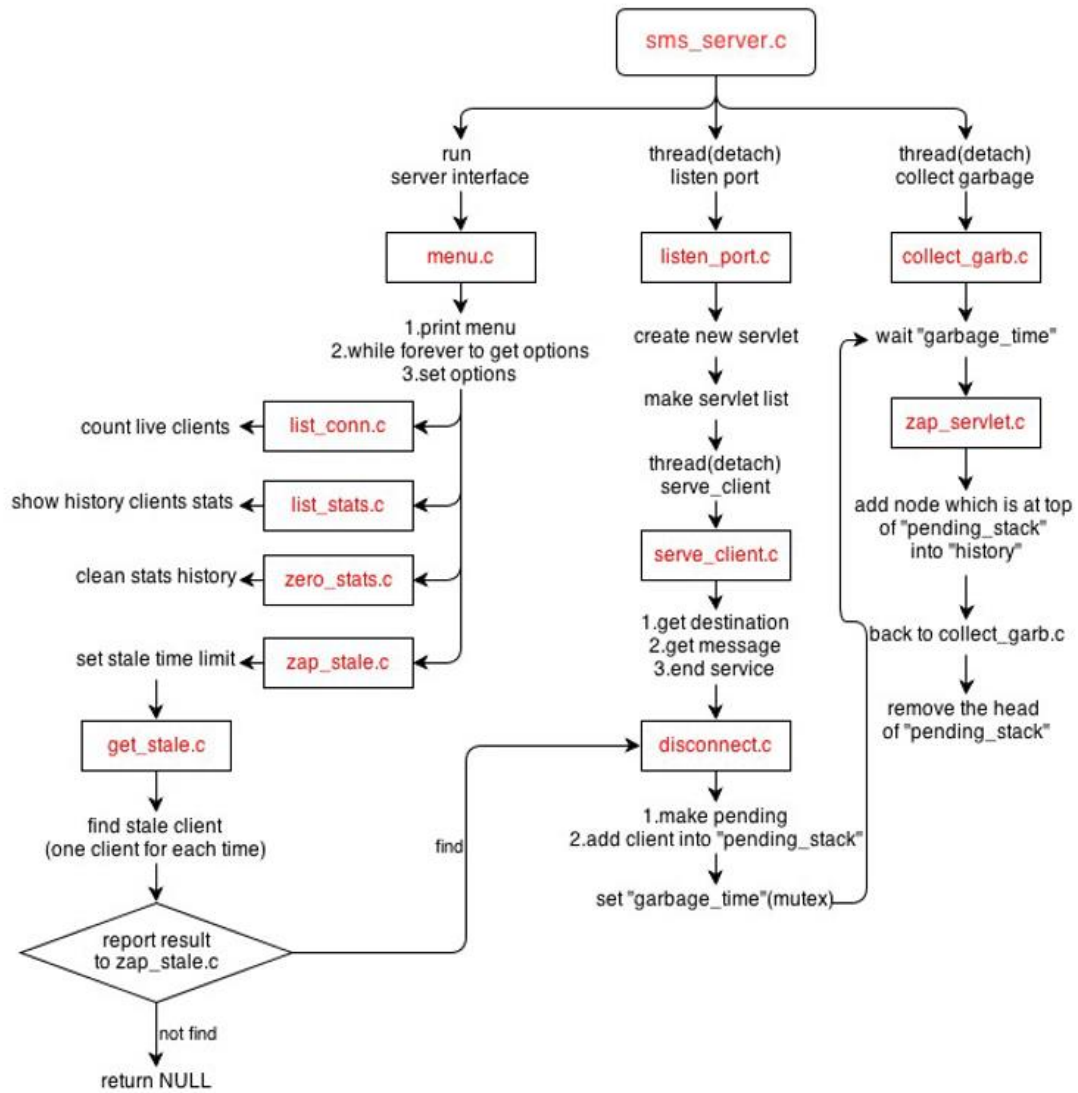 sms_server.c
run
server interface
thread(detach)
listen port
thread(detach)
collect garbage
menu.c
listen_port.c
collect_garb.c
1.print menu
2.while forever to get options
3.set options
create new servlet
wait "garbage_time"
make servlet list
count live clients
list_conn.c
zap_servlet.c
thread(detach)
serve_client
show history clients stats
list_stats.c
add node which is at top
of "pending_stack"
into "history"
serve_client.c
clean stats history
zero_stats.c
1.get destination
2.get message
3.end service
back to collect_garb.c
set stale time limit
zap_stale.c
remove the head
of "pending_stack"
get_stale.c
disconnect.c
find stale client
(one client for each time)
find
1.make pending
2.add client into "pending_stack"
set "garbage_time"(mutex)
report result
to zap_stale.c
not find
return NULL